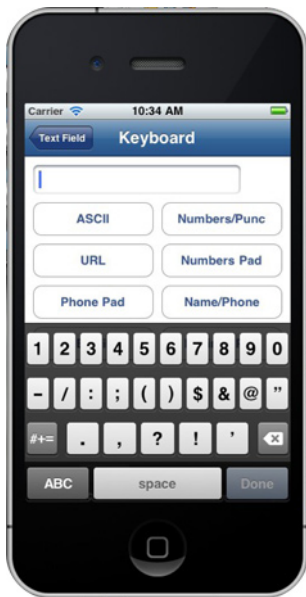 Carrier 10:34 AM
Text Field Keyboard
ASCII Numbers/Punc
URL Numbers Pad
Phone Pad Name/Phone
1 2 3 4 5 6 7 8 9 0
- / : ; ( ) $ & @ "
#+= . , ? ! '
ABC space Done